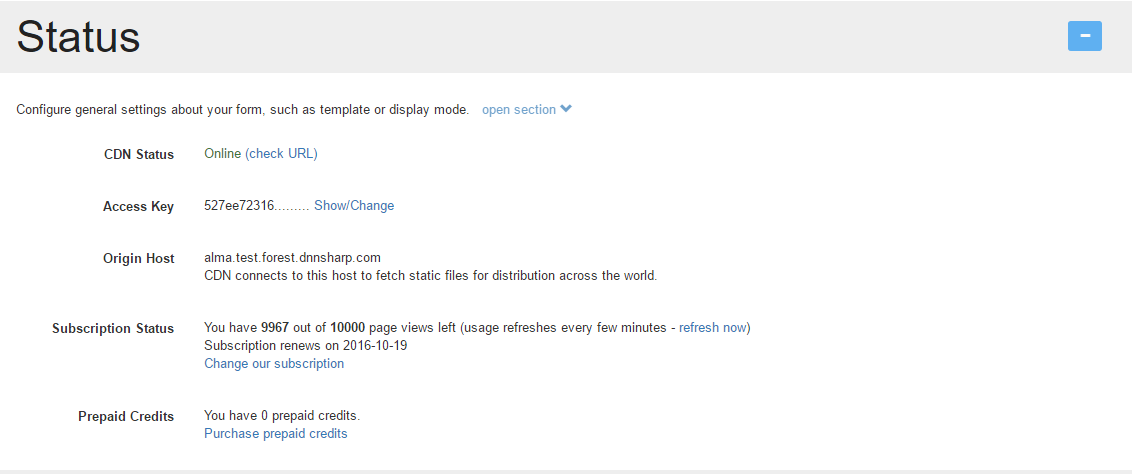 Status
Configure general settings about your form, such as template or display mode. open section
CDN Status Online (check URL)
Access Key 527ee72316......... Show/Change
Origin Host alma.test.forest.dnnsharp.com
CDN connects to this host to fetch static files for distribution across the world.
Subscription Status You have 9967 out of 10000 page views left (usage refreshes every few minutes - refresh now)
Subscription renews on 2016-10-19
Change our subscription
Prepaid Credits You have 0 prepaid credits.
Purchase prepaid credits